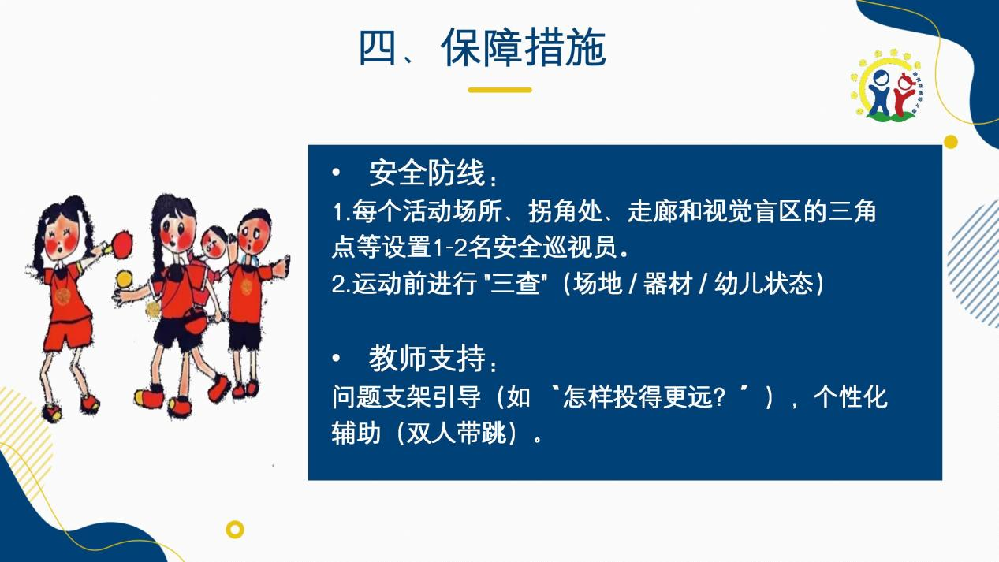 四、保障措施
• 安全防线：
1.每个活动场所、拐角处、走廊和视觉盲区的三角
点等设置1-2名安全巡视员。
2.运动前进行 "三查"（场地 / 器材 / 幼儿状态）
• 教师支持：
问题支架引导（如 “怎样投得更远？” ），个性化
辅助（双人带跳）。